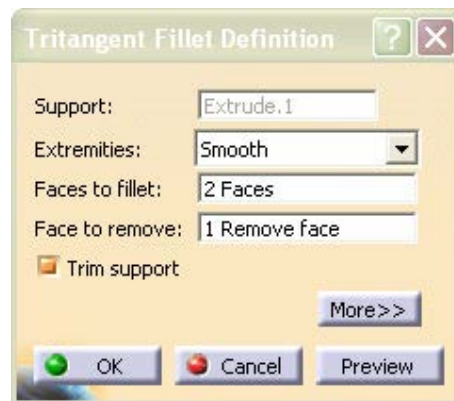 Tritangent Fillet Definition ? X
Support: Extrude.1
Extremities: Smooth
Faces to fillet: 2 Faces
Face to remove: 1 Remove face
Trim support
More>>
OK Cancel Preview